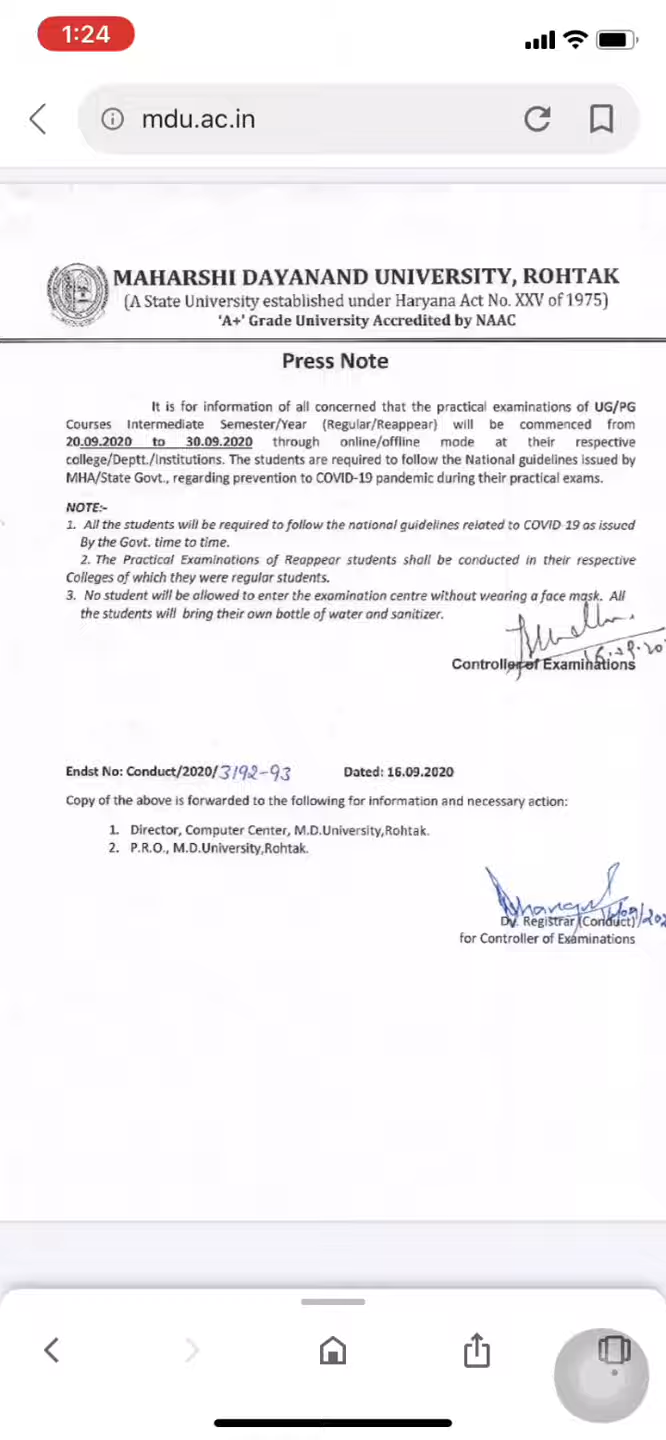 1:24
mdu.ac.in
MAHARSHI DAYANAND UNIVERSITY, ROHTAK
(A State University established under Haryana Act No. XXV of 1975)
'A+' Grade University Accredited by NAAC
Press Note
It is for information of all concerned that the practical examinations of UG/PG
Courses Intermediate Semester/Year (Regular/Reappear) will be commenced from
20.09.2020 to 30.09.2020 through online/offline mode at their respective
college/Deptt./Institutions. The students are required to follow the National guidelines issued by
MHA/State Govt., regarding prevention to COVID-19 pandemic during their practical exams.
NOTE:-
1. All the students will be required to follow the national guidelines related to COVID-19 as issued
By the Govt. time to time.
2. The Practical Examinations of Reappear students shall be conducted in their respective
Colleges of which they were regular students.
3. No student will be allowed to enter the examination centre without wearing a face mask. All
the students will bring their own bottle of water and sanitizer.
Controller of Examinations
Endst No: Conduct/2020/3192-93 Dated: 16.09.2020
Copy of the above is forwarded to the following for information and necessary action:
1. Director, Computer Center, M.D.University,Rohtak.
2. P.R.O., M.D.University,Rohtak.
Dy. Registrar (Conduct)
for Controller of Examinations